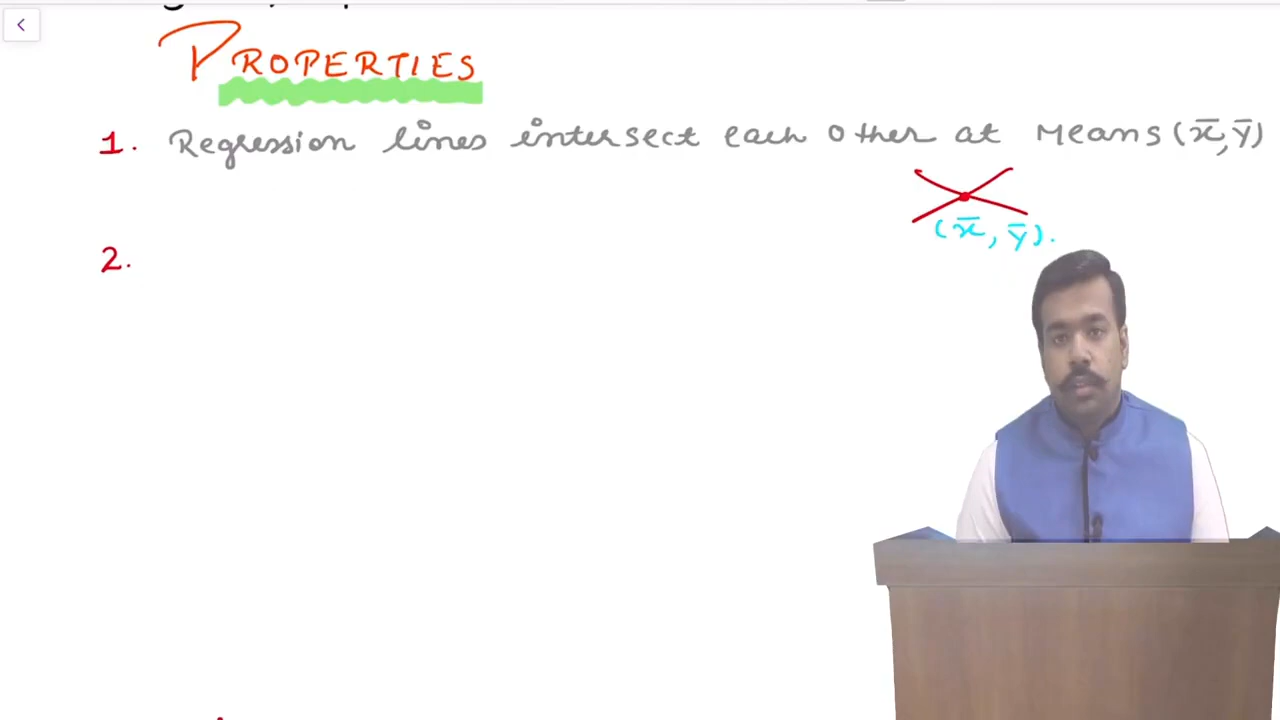 PROPERTIES
1. Regression lines intersect each other at Means (x̄, ȳ)
(x̄, ȳ).
2.